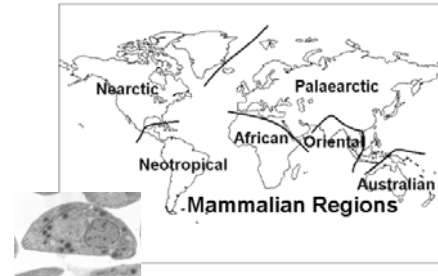 Nearctic
Palaearctic
African
Oriental
Neotropical
Australian
Mammalian Regions